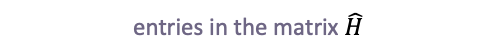 entries in the matrix Ĥ